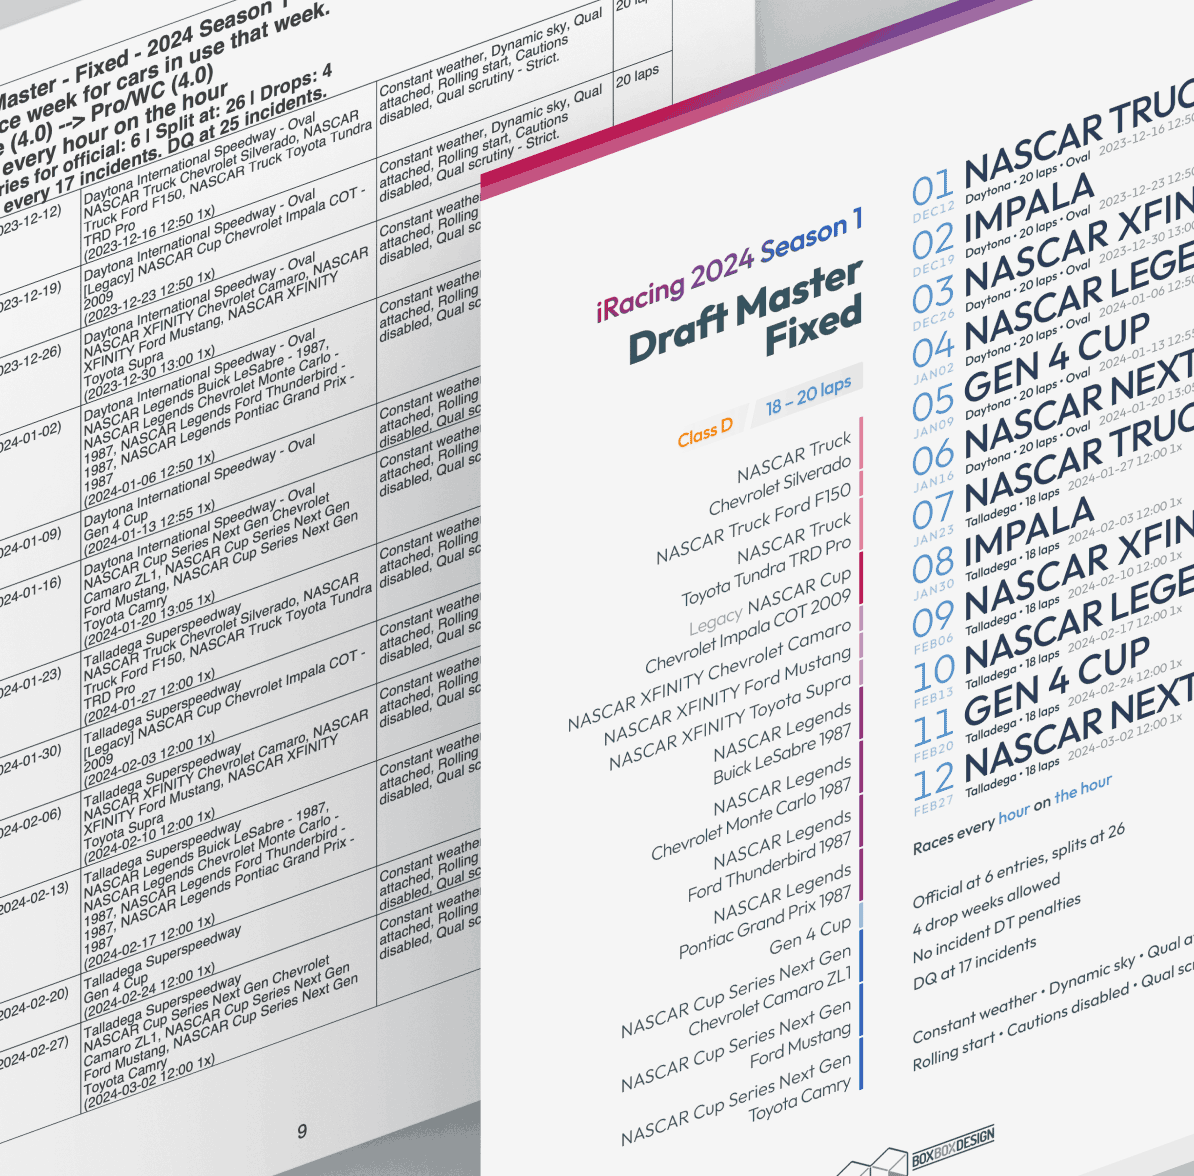 Master - Fixed - 2024 Season 1
ce week for cars in use that week.
e (4.0) --> Pro/WC (4.0)
every hour on the hour
ries for official: 6 | Split at: 26 | Drops: 4
every 17 incidents. DQ at 25 incidents.
023-12-12)
Daytona International Speedway - Oval
NASCAR Truck Chevrolet Silverado, NASCAR
Truck Ford F150, NASCAR Truck Toyota Tundra
TRD Pro
(2023-12-16 12:50 1x)
Constant weather, Dynamic sky, Qual
attached, Rolling start, Cautions
disabled, Qual scrutiny - Strict.
20 laps
023-12-19)
Daytona International Speedway - Oval
[Legacy] NASCAR Cup Chevrolet Impala COT -
2009
(2023-12-23 12:50 1x)
Constant weather, Dynamic sky, Qual
attached, Rolling start, Cautions
disabled, Qual scrutiny - Strict.
20 laps
023-12-26)
Daytona International Speedway - Oval
NASCAR XFINITY Chevrolet Camaro, NASCAR
XFINITY Ford Mustang, NASCAR XFINITY
Toyota Supra
(2023-12-30 13:00 1x)
Constant weathe
attached, Rolling
disabled, Qual sc
024-01-02)
Daytona International Speedway - Oval
NASCAR Legends Buick LeSabre - 1987,
NASCAR Legends Chevrolet Monte Carlo -
1987, NASCAR Legends Ford Thunderbird -
1987, NASCAR Legends Pontiac Grand Prix -
1987
(2024-01-06 12:50 1x)
Constant weathe
attached, Rolling
disabled, Qual sc
024-01-09)
Daytona International Speedway - Oval
Gen 4 Cup
(2024-01-13 12:55 1x)
Constant weathe
attached, Rolling
disabled, Qual sc
024-01-16)
Daytona International Speedway - Oval
NASCAR Cup Series Next Gen Chevrolet
Camaro ZL1, NASCAR Cup Series Next Gen
Ford Mustang, NASCAR Cup Series Next Gen
Toyota Camry
(2024-01-20 13:05 1x)
Constant weathe
attached, Rolling
disabled, Qual sc
024-01-23)
Talladega Superspeedway
NASCAR Truck Chevrolet Silverado, NASCAR
Truck Ford F150, NASCAR Truck Toyota Tundra
TRD Pro
(2024-01-27 12:00 1x)
Constant weathe
attached, Rolling
disabled, Qual sc
024-01-30)
Talladega Superspeedway
[Legacy] NASCAR Cup Chevrolet Impala COT -
2009
(2024-02-03 12:00 1x)
Constant weathe
attached, Rolling
disabled, Qual sc
024-02-06)
Talladega Superspeedway
NASCAR XFINITY Chevrolet Camaro, NASCAR
XFINITY Ford Mustang, NASCAR XFINITY
Toyota Supra
(2024-02-10 12:00 1x)
Constant weathe
attached, Rolling
disabled, Qual sc
2024-02-13)
Talladega Superspeedway
NASCAR Legends Buick LeSabre - 1987,
NASCAR Legends Chevrolet Monte Carlo -
1987, NASCAR Legends Ford Thunderbird -
1987, NASCAR Legends Pontiac Grand Prix -
1987
(2024-02-17 12:00 1x)
Constant weathe
attached, Rolling
disabled, Qual sc
024-02-20)
Talladega Superspeedway
Gen 4 Cup
(2024-02-24 12:00 1x)
Constant weathe
attached, Rolling
disabled, Qual sc
2024-02-27)
Talladega Superspeedway
NASCAR Cup Series Next Gen Chevrolet
Camaro ZL1, NASCAR Cup Series Next Gen
Ford Mustang, NASCAR Cup Series Next Gen
Toyota Camry
(2024-03-02 12:00 1x)
Constant weathe
attached, Rolling
disabled, Qual sc
9
iRacing 2024 Season 1
Draft Master
Fixed
Class D
18 – 20 laps
NASCAR Truck
Chevrolet Silverado
NASCAR Truck Ford F150
NASCAR Truck
Toyota Tundra TRD Pro
Legacy NASCAR Cup
Chevrolet Impala COT 2009
NASCAR XFINITY Chevrolet Camaro
NASCAR XFINITY Ford Mustang
NASCAR XFINITY Toyota Supra
NASCAR Legends
Buick LeSabre 1987
NASCAR Legends
Chevrolet Monte Carlo 1987
NASCAR Legends
Ford Thunderbird 1987
NASCAR Legends
Pontiac Grand Prix 1987
Gen 4 Cup
NASCAR Cup Series Next Gen
Chevrolet Camaro ZL1
NASCAR Cup Series Next Gen
Ford Mustang
NASCAR Cup Series Next Gen
Toyota Camry
01 NASCAR TRUC
DEC12 Daytona • 20 laps • Oval 2023-12-16 12:50
02 IMPALA
DEC19 Daytona • 20 laps • Oval 2023-12-23 12:50
03 NASCAR XFIN
DEC26 Daytona • 20 laps • Oval 2023-12-30 13:00
04 NASCAR LEGE
JAN02 Daytona • 20 laps • Oval 2024-01-06 12:50
05 GEN 4 CUP
JAN09 Daytona • 20 laps • Oval 2024-01-13 12:55
06 NASCAR NEXT
JAN16 Daytona • 20 laps • Oval 2024-01-20 13:05
07 NASCAR TRUC
JAN23 Talladega • 18 laps 2024-01-27 12:00 1x
08 IMPALA
JAN30 Talladega • 18 laps 2024-02-03 12:00 1x
09 NASCAR XFIN
FEB06 Talladega • 18 laps 2024-02-10 12:00 1x
10 NASCAR LEGE
FEB13 Talladega • 18 laps 2024-02-17 12:00 1x
11 GEN 4 CUP
FEB20 Talladega • 18 laps 2024-02-24 12:00 1x
12 NASCAR NEXT
FEB27 Talladega • 18 laps 2024-03-02 12:00 1x
Races every hour on the hour
Official at 6 entries, splits at 26
4 drop weeks allowed
No incident DT penalties
DQ at 17 incidents
Constant weather • Dynamic sky • Qual a
Rolling start • Cautions disabled • Qual sc
BOXBOXDESIGN